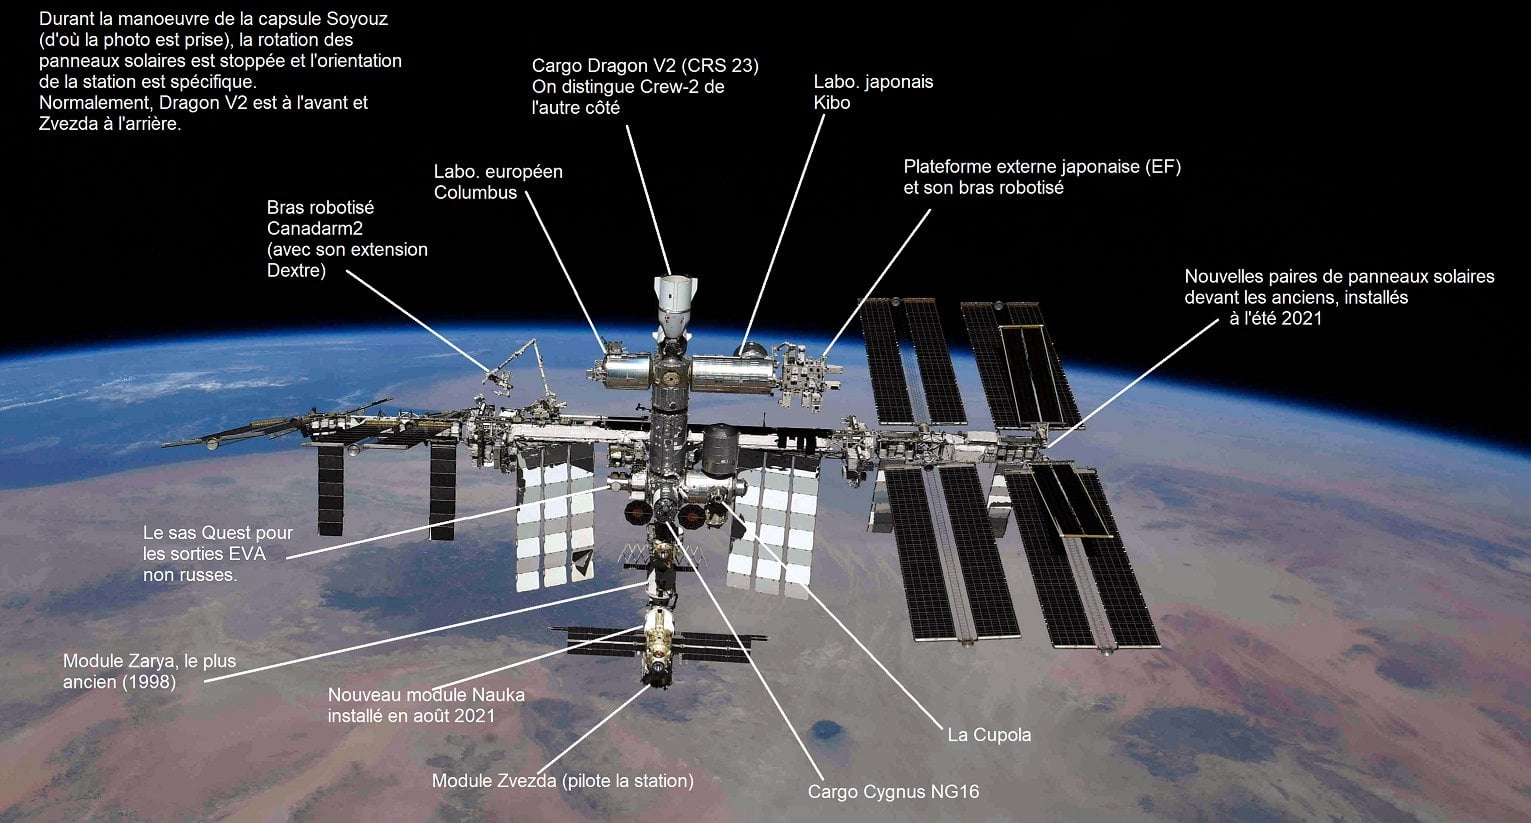 Durant la manoeuvre de la capsule Soyouz
(d'où la photo est prise), la rotation des
panneaux solaires est stoppée et l'orientation
de la station est spécifique.
Normalement, Dragon V2 est à l'avant et
Zvezda à l'arrière.
Cargo Dragon V2 (CRS 23)
On distingue Crew-2 de
l'autre côté
Labo. japonais
Kibo
Labo. européen
Columbus
Plateforme externe japonaise (EF)
et son bras robotisé
Bras robotisé
Canadarm2
(avec son extension
Dextre)
Nouvelles paires de panneaux solaires
devant les anciens, installés
à l'été 2021
Le sas Quest pour
les sorties EVA
non russes.
Module Zarya, le plus
ancien (1998)
Nouveau module Nauka
installé en août 2021
La Cupola
Module Zvezda (pilote la station)
Cargo Cygnus NG16